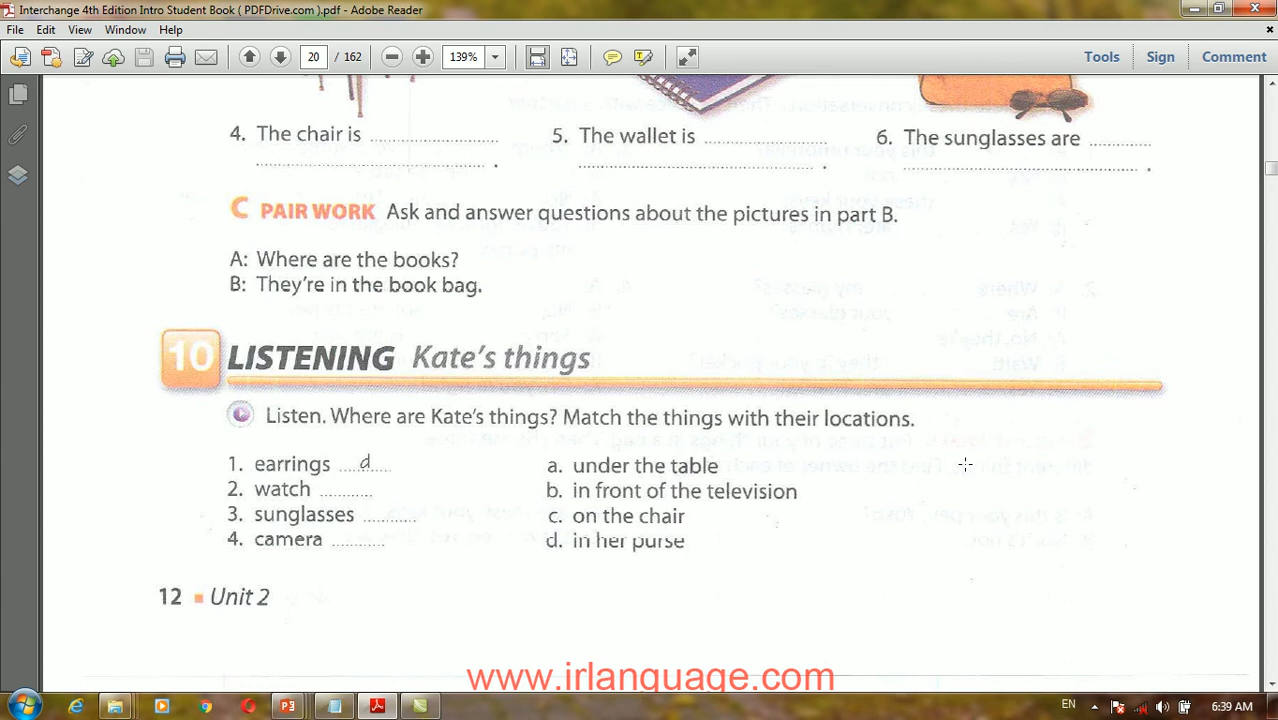 Interchange 4th Edition Intro Student Book ( PDFDrive.com ).pdf - Adobe Reader
File Edit View Window Help
20 / 162 139% Tools Sign Comment
4. The chair is 5. The wallet is 6. The sunglasses are
C PAIR WORK Ask and answer questions about the pictures in part B.
A: Where are the books?
B: They're in the book bag.
10 LISTENING Kate's things
Listen. Where are Kate's things? Match the things with their locations.
1. earrings d a. under the table
2. watch b. in front of the television
3. sunglasses c. on the chair
4. camera d. in her purse
12 Unit 2
www.irlanguage.com
EN 6:39 AM